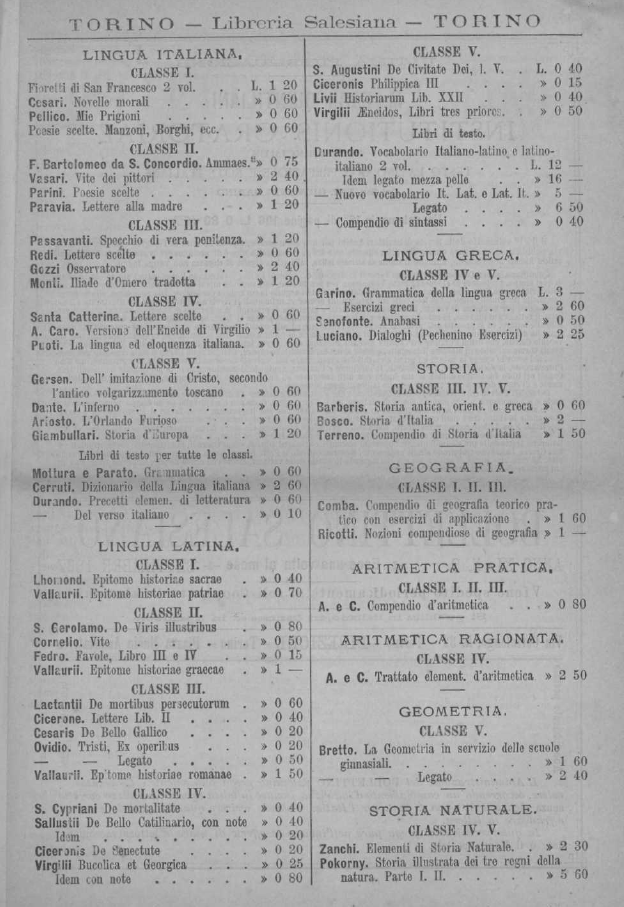 TORINO — Libreria Salesiana — TORINO
LINGUA ITALIANA.
CLASSE I.
Fioretti di San Francesco 2 vol. . . L. 1 20
Cesari. Novelle morali . . . . . » 0 60
Pellico. Mie Prigioni . . . . . » 0 60
Poesie scelte. Manzoni, Borghi, ecc. . » 0 60
CLASSE II.
F. Bartolomeo da S. Concordio. Ammaes.ti » 0 75
Vasari. Vite dei pittori . . . . . » 2 40
Parini. Poesie scelte . . . . . . » 0 60
Paravia. Lettere alla madre . . . . » 1 20
CLASSE III.
Passavanti. Specchio di vera penitenza. » 1 20
Redi. Lettere scelte . . . . . . » 0 60
Gozzi Osservatore . . . . . . » 2 40
Monti. Iliade d'Omero tradotta . . . » 1 20
CLASSE IV.
Santa Catterina. Lettere scelte . . » 0 60
A. Caro. Versione dell'Eneide di Virgilio » 1 —
Puoti. La lingua ed eloquenza italiana. » 0 60
CLASSE V.
Gersen. Dell' imitazione di Cristo, secondo
l'antico volgarizzamento toscano . » 0 60
Dante. L'inferno . . . . . . . » 0 60
Ariosto. L'Orlando Furioso . . . » 0 60
Giambullari. Storia d'Europa . . . » 1 20
Libri di testo per tutte le classi.
Mottura e Parato. Grammatica . . » 0 60
Cerruti. Dizionario della Lingua italiana » 2 60
Durando. Precetti elemen. di letteratura » 0 60
— Del verso italiano . . . . » 0 10
LINGUA LATINA.
CLASSE I.
Lhomond. Epitome historiae sacrae . » 0 40
Vallaurii. Epitome historiae patriae . » 0 70
CLASSE II.
S. Gerolamo. De Viris illustribus . » 0 80
Cornelio. Vite . . . . . . . » 0 50
Fedro. Favole, Libro III e IV . . » 0 15
Vallaurii. Epitome historiae graecae . » 1 —
CLASSE III.
Lactantii De mortibus persecutorum . » 0 60
Cicerone. Lettere Lib. II . . . . » 0 40
Cesaris De Bello Gallico . . . . » 0 20
Ovidio. Tristi, Ex operibus . . . » 0 20
— — Legato . . . . . » 0 50
Vallaurii. Epitome historiae romanae . » 1 50
CLASSE IV.
S. Cypriani De mortalitate . . . » 0 40
Sallustii De Bello Catilinario, con note » 0 40
Idem . . . . . . . » 0 20
Ciceronis De Senectute . . . . » 0 20
Virgilii Bucolica et Georgica . . . » 0 25
Idem con note . . . . . . » 0 80
CLASSE V.
S. Augustini De Civitate Dei, l. V. . L. 0 40
Ciceronis Philippica III . . . . » 0 15
Livii Historiarum Lib. XXII . . . » 0 40
Virgilii Æneidos, Libri tres priores. . » 0 50
Libri di testo.
Durando. Vocabolario Italiano-latino e latino-
italiano 2 vol. . . . . . . L. 12 —
Idem legato mezza pelle . . » 16 —
— Nuovo vocabolario It. Lat. e Lat. It. » 5 —
Legato . . . . » 6 50
— Compendio di sintassi . . . . » 0 40
LINGUA GRECA.
CLASSE IV e V.
Garino. Grammatica della lingua greca L. 3 —
— Esercizi greci . . . . . . » 2 60
Senofonte. Anabasi . . . . . . » 0 50
Luciano. Dialoghi (Pechenino Esercizi) » 2 25
STORIA.
CLASSE III. IV. V.
Barberis. Storia antica, orient. e greca » 0 60
Bosco. Storia d'Italia . . . . . » 2 —
Terreno. Compendio di Storia d'Italia » 1 50
GEOGRAFIA.
CLASSE I. II. III.
Comba. Compendio di geografia teorico pra-
tico con esercizi di applicazione . » 1 60
Ricotti. Nozioni compendiose di geografia » 1 —
ARITMETICA PRATICA.
CLASSE I. II. III.
A. e C. Compendio d'aritmetica . . » 0 80
ARITMETICA RAGIONATA.
CLASSE IV.
A. e C. Trattato element. d'aritmetica » 2 50
GEOMETRIA.
CLASSE V.
Bretto. La Geometria in servizio delle scuole
ginnasiali. . . . . . . . . » 1 60
— — Legato . . . . » 2 40
STORIA NATURALE.
CLASSE IV. V.
Zanchi. Elementi di Storia Naturale. . » 2 30
Pokorny. Storia illustrata dei tre regni della
natura. Parte I. II. . . . . . » 5 60